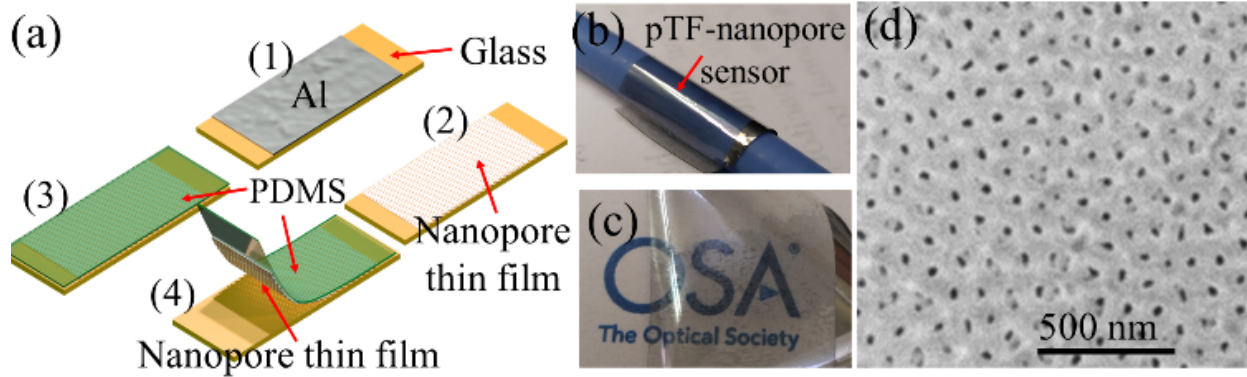 (a)
(1)
Al
Glass
(2)
Nanopore
thin film
(3)
PDMS
(4)
Nanopore thin film
(b)
pTF-nanopore
sensor
(c)
OSA®
The Optical Society
(d)
500 nm